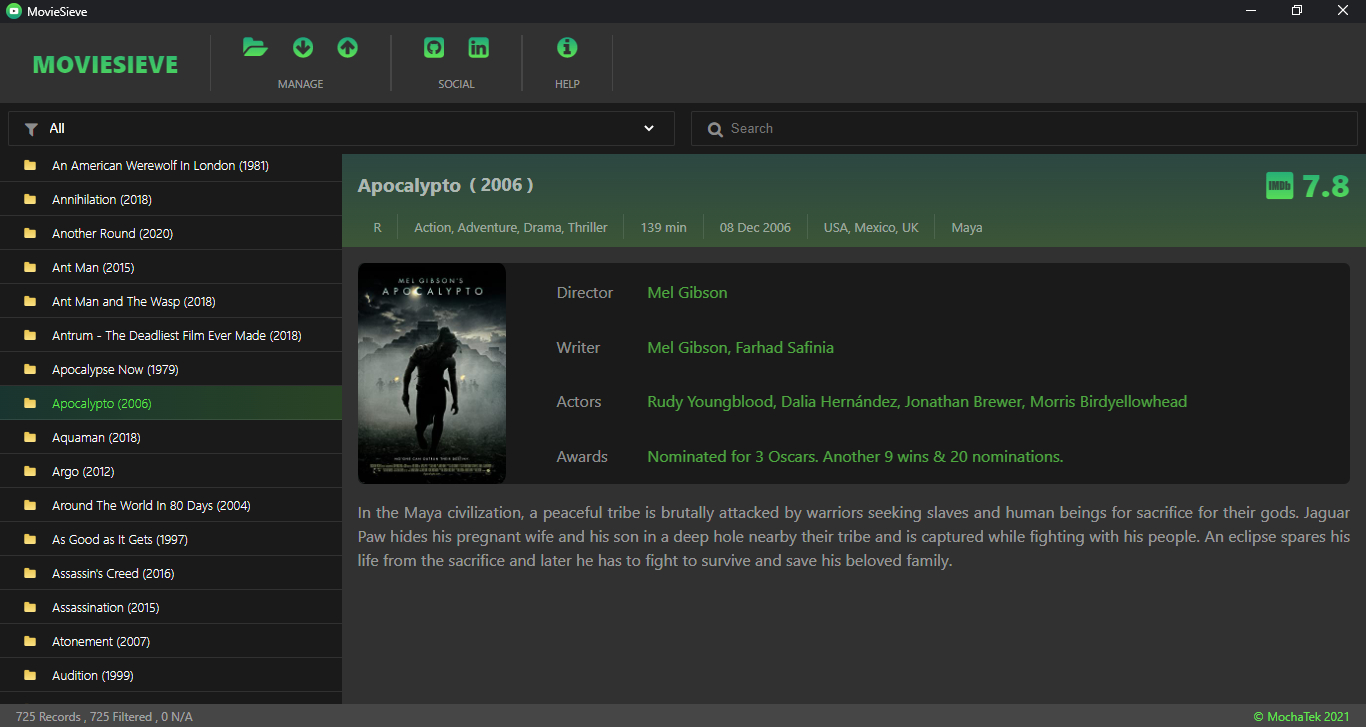 MovieSieve
MOVIESIEVE
MANAGE
SOCIAL
HELP
All
Search
An American Werewolf In London (1981)
Annihilation (2018)
Another Round (2020)
Ant Man (2015)
Ant Man and The Wasp (2018)
Antrum - The Deadliest Film Ever Made (2018)
Apocalypse Now (1979)
Apocalypto (2006)
Aquaman (2018)
Argo (2012)
Around The World In 80 Days (2004)
As Good as It Gets (1997)
Assassin's Creed (2016)
Assassination (2015)
Atonement (2007)
Audition (1999)
Apocalypto ( 2006 )
IMDb 7.8
R Action, Adventure, Drama, Thriller 139 min 08 Dec 2006 USA, Mexico, UK Maya
MEL GIBSON'S
APOCALYPTO
Director Mel Gibson
Writer Mel Gibson, Farhad Safinia
Actors Rudy Youngblood, Dalia Hernández, Jonathan Brewer, Morris Birdyellowhead
Awards Nominated for 3 Oscars. Another 9 wins & 20 nominations.
In the Maya civilization, a peaceful tribe is brutally attacked by warriors seeking slaves and human beings for sacrifice for their gods. Jaguar
Paw hides his pregnant wife and his son in a deep hole nearby their tribe and is captured while fighting with his people. An eclipse spares his
life from the sacrifice and later he has to fight to survive and save his beloved family.
725 Records , 725 Filtered , 0 N/A
© MochaTek 2021